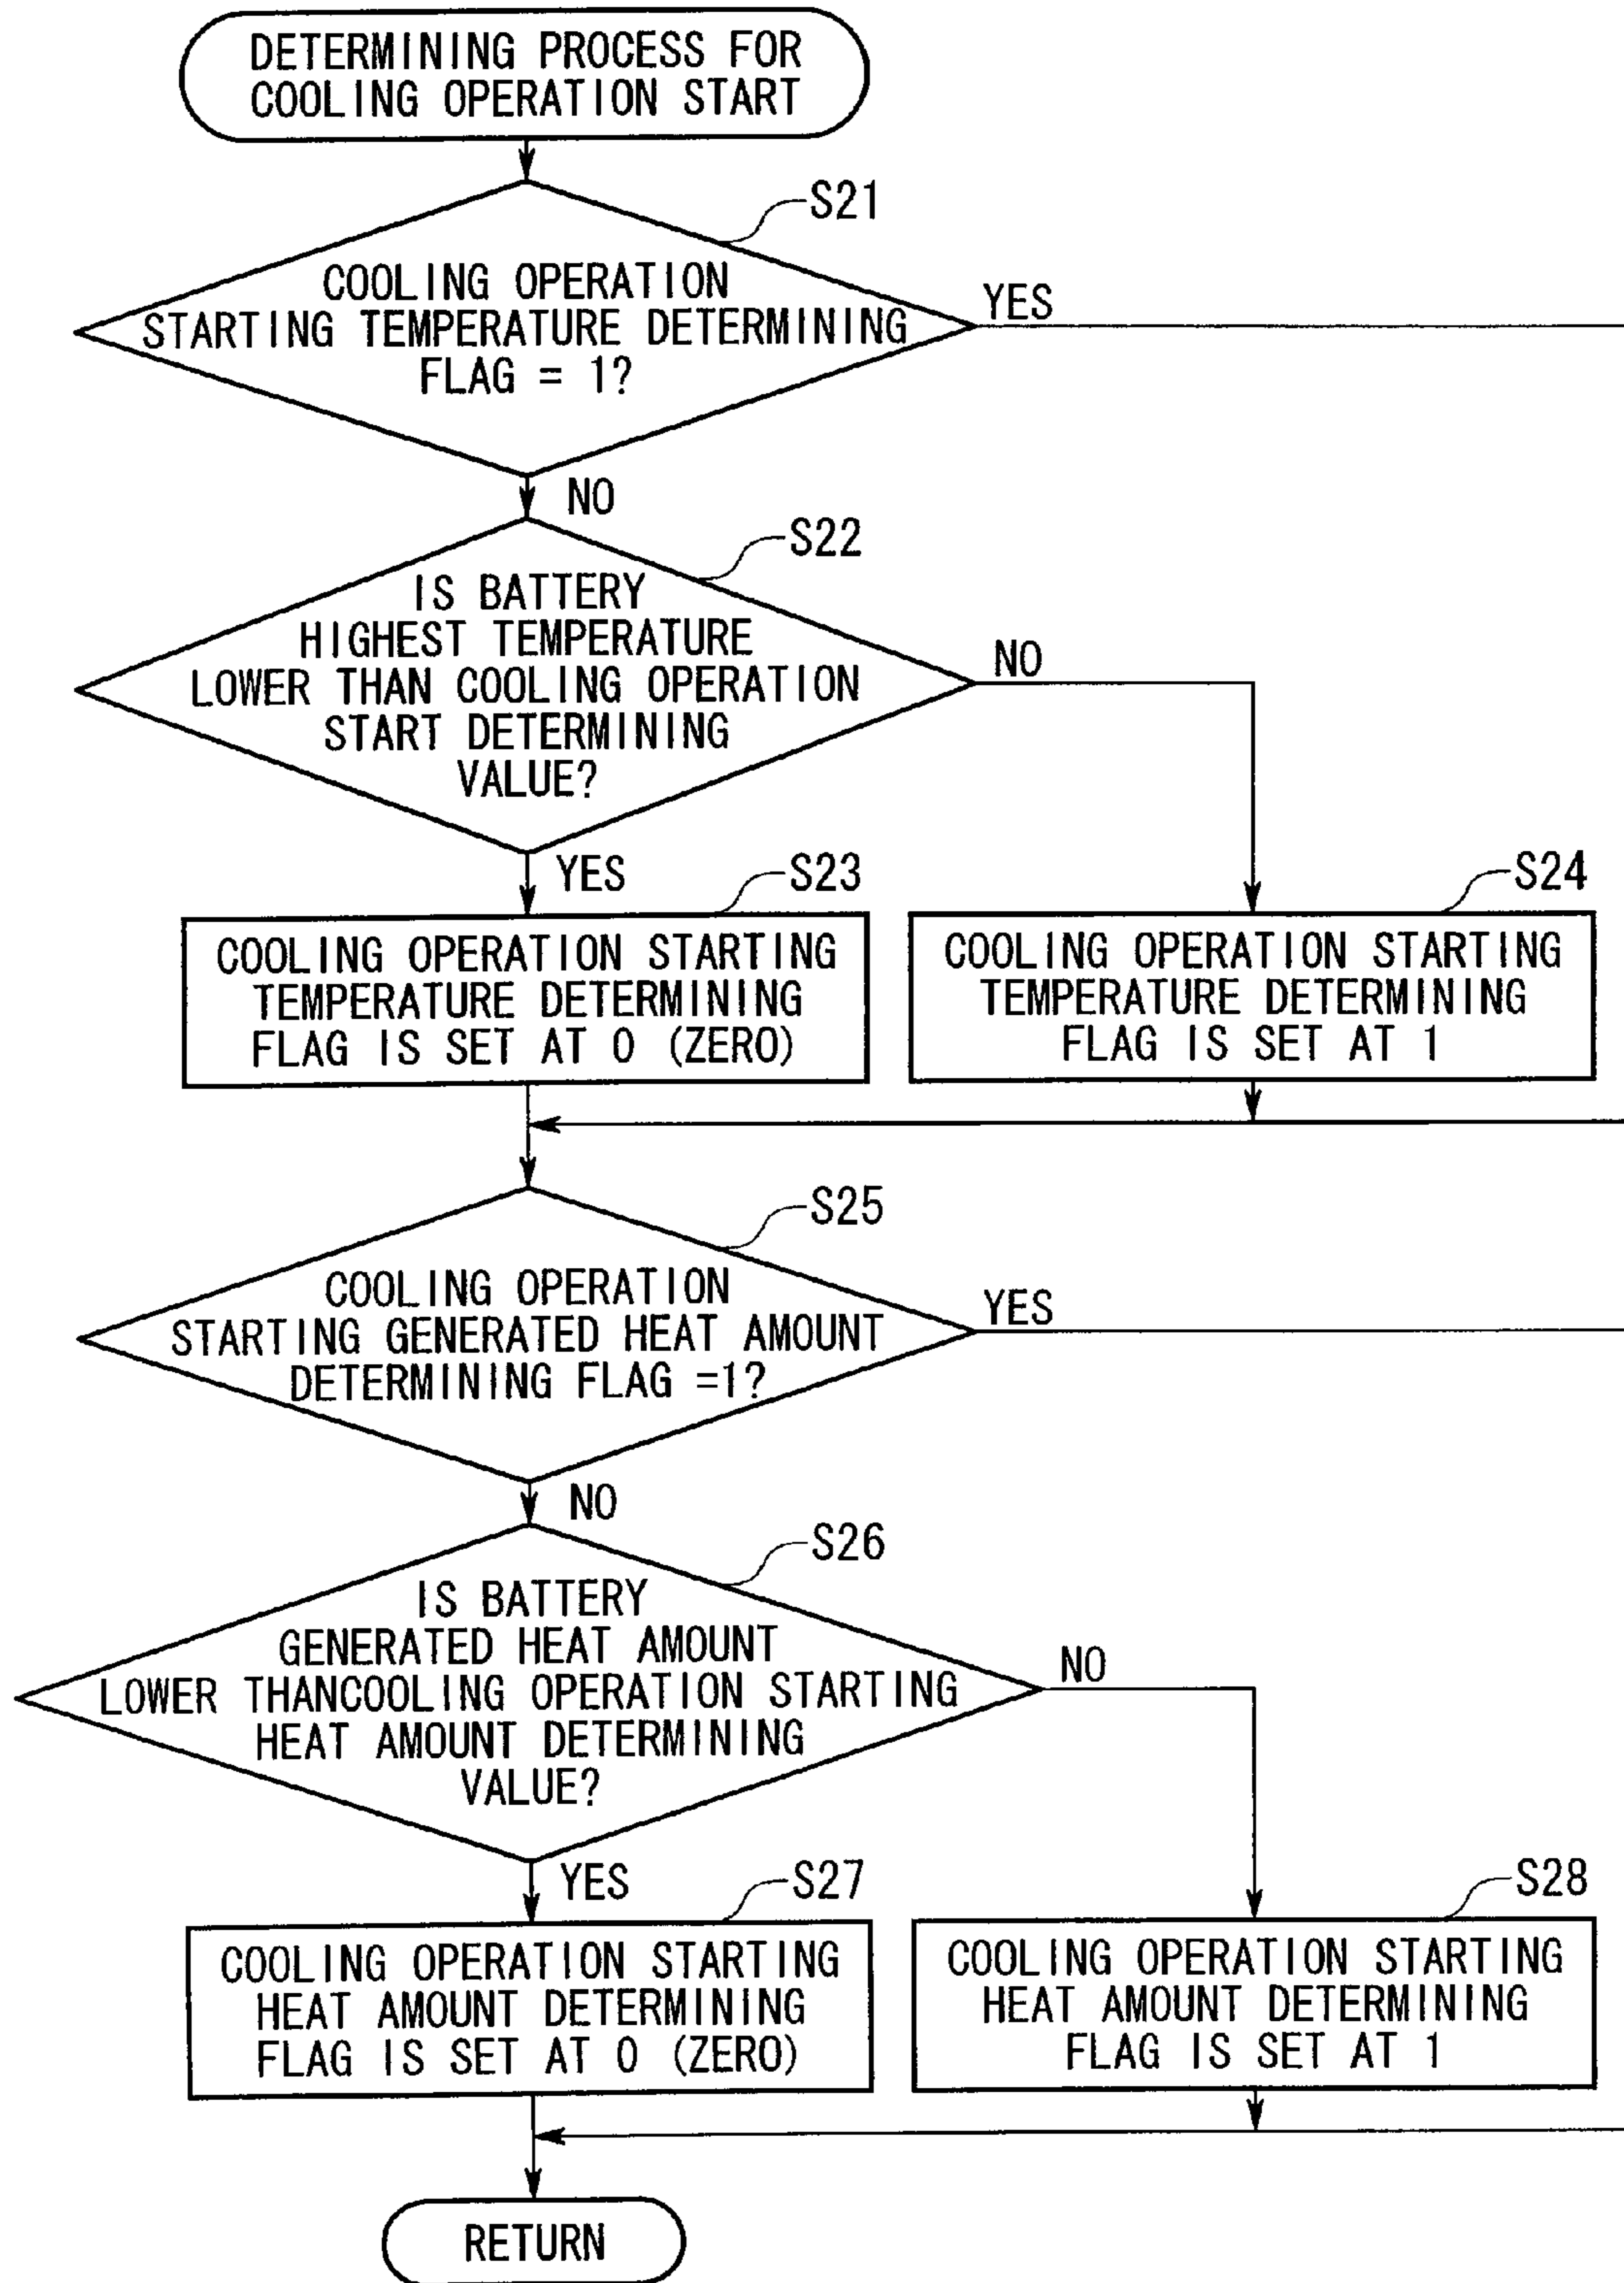 DETERMINING PROCESS FOR
COOLING OPERATION START
S21
COOLING OPERATION
STARTING TEMPERATURE DETERMINING
FLAG = 1?
YES
NO
S22
IS BATTERY
HIGHEST TEMPERATURE
LOWER THAN COOLING OPERATION
START DETERMINING
VALUE?
NO
YES
S23
COOLING OPERATION STARTING
TEMPERATURE DETERMINING
FLAG IS SET AT 0 (ZERO)
S24
COOLING OPERATION STARTING
TEMPERATURE DETERMINING
FLAG IS SET AT 1
S25
COOLING OPERATION
STARTING GENERATED HEAT AMOUNT
DETERMINING FLAG =1?
YES
NO
S26
IS BATTERY
GENERATED HEAT AMOUNT
LOWER THANCOOLING OPERATION STARTING
HEAT AMOUNT DETERMINING
VALUE?
NO
YES
S27
COOLING OPERATION STARTING
HEAT AMOUNT DETERMINING
FLAG IS SET AT 0 (ZERO)
S28
COOLING OPERATION STARTING
HEAT AMOUNT DETERMINING
FLAG IS SET AT 1
RETURN